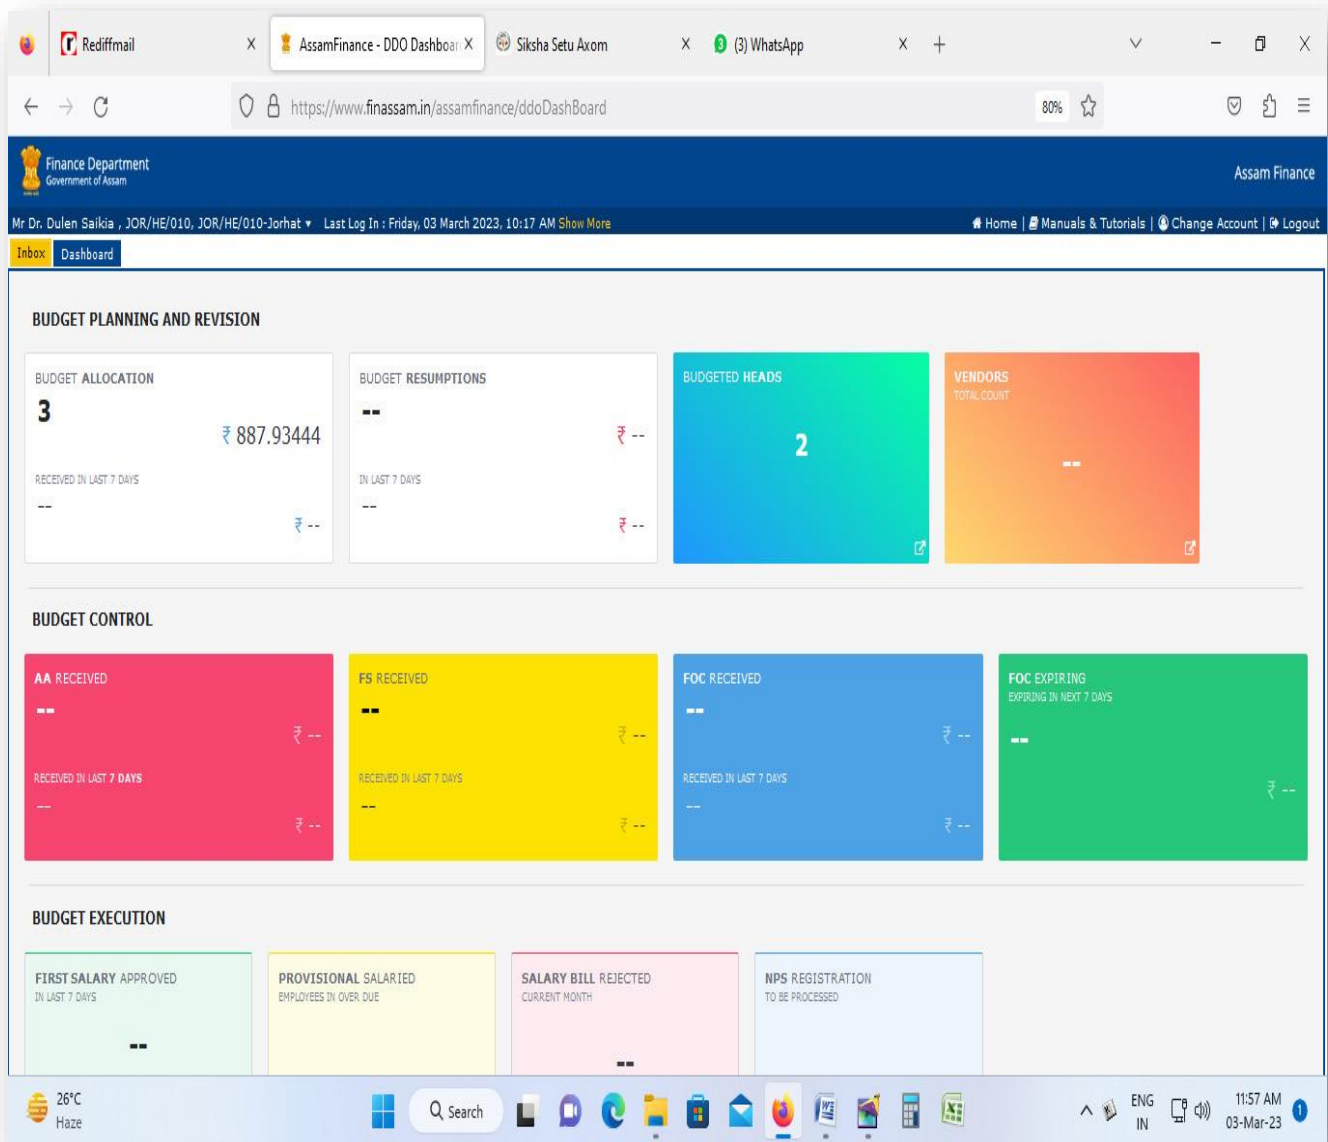 Rediffmail X AssamFinance - DDO Dashboar X Siksha Setu Axom X (3) WhatsApp X +
https://www.finassam.in/assamfinance/ddoDashBoard 80%
Finance Department
Government of Assam
Assam Finance
Mr Dr. Dulen Saikia , JOR/HE/010, JOR/HE/010-Jorhat Last Log In : Friday, 03 March 2023, 10:17 AM Show More Home | Manuals & Tutorials | Change Account | Logout
Inbox Dashboard
BUDGET PLANNING AND REVISION
BUDGET ALLOCATION
3
₹ 887.93444
RECEIVED IN LAST 7 DAYS
--
₹ --
BUDGET RESUMPTIONS
--
₹ --
IN LAST 7 DAYS
--
₹ --
BUDGETED HEADS
2
VENDORS
TOTAL COUNT
--
BUDGET CONTROL
AA RECEIVED
--
₹ --
RECEIVED IN LAST 7 DAYS
--
₹ --
FS RECEIVED
--
₹ --
RECEIVED IN LAST 7 DAYS
--
₹ --
FOC RECEIVED
--
₹ --
RECEIVED IN LAST 7 DAYS
--
₹ --
FOC EXPIRING
EXPIRING IN NEXT 7 DAYS
--
₹ --
BUDGET EXECUTION
FIRST SALARY APPROVED
IN LAST 7 DAYS
--
PROVISIONAL SALARIED
EMPLOYEES IN OVER DUE
SALARY BILL REJECTED
CURRENT MONTH
--
NPS REGISTRATION
TO BE PROCESSED
26°C
Haze
Search
ENG
IN
11:57 AM
03-Mar-23
1